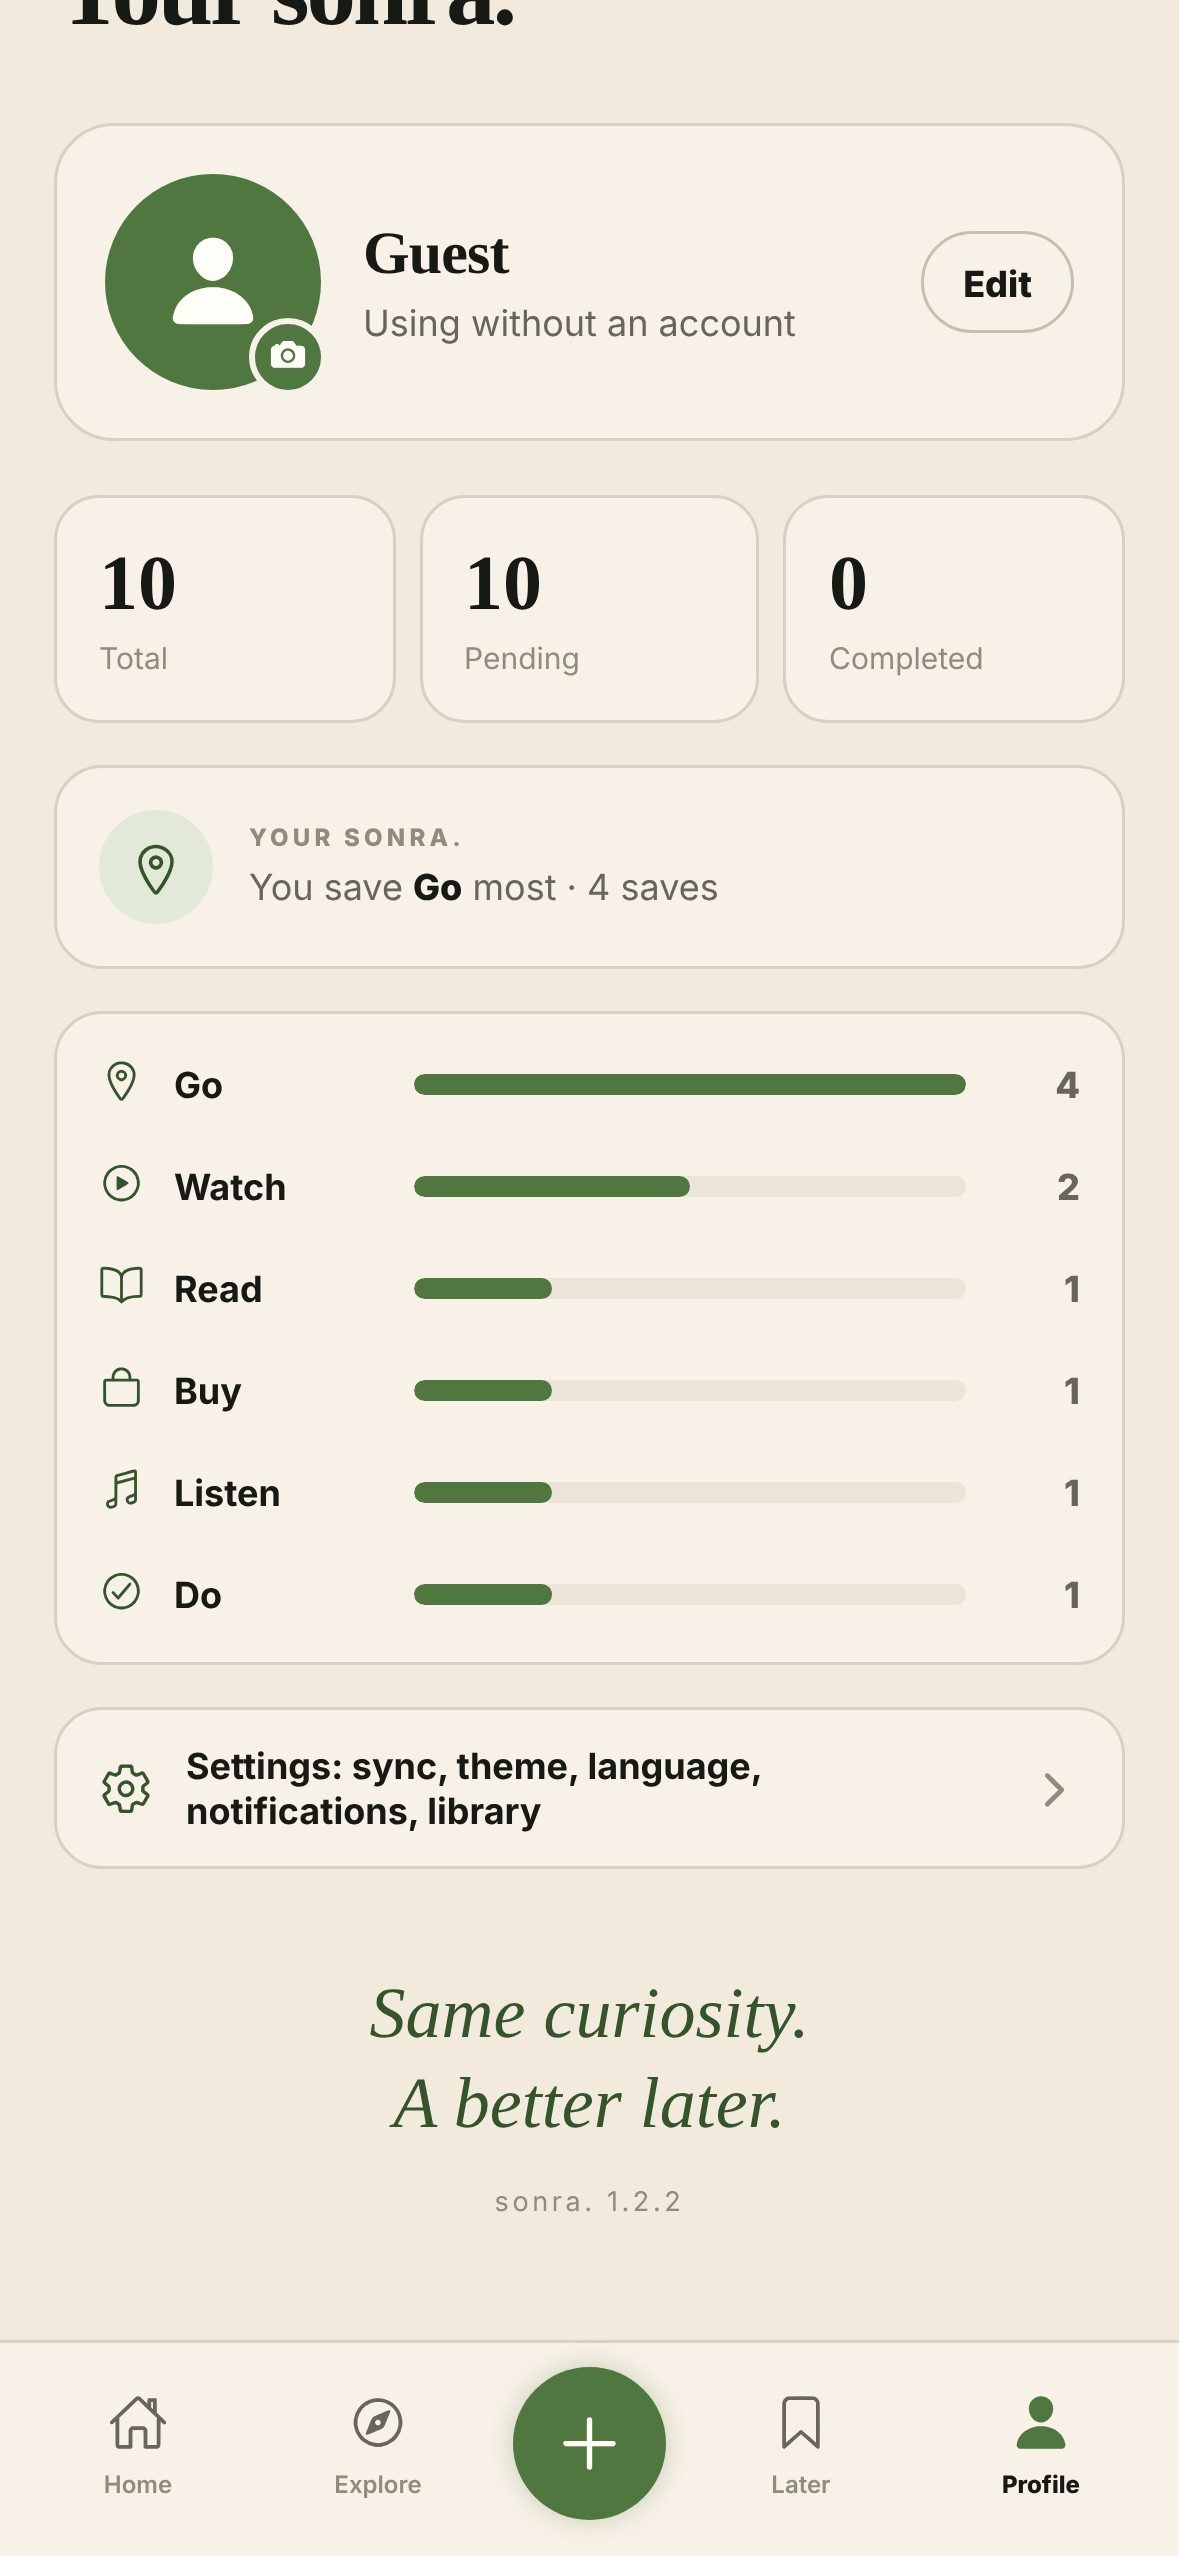 Your sonra.
Guest
Using without an account
Edit
10
Total
10
Pending
0
Completed
YOUR SONRA.
You save Go most · 4 saves
Go
4
Watch
2
Read
1
Buy
1
Listen
1
Do
1
Settings: sync, theme, language,
notifications, library
Same curiosity.
A better later.
sonra. 1.2.2
Home
Explore
Later
Profile